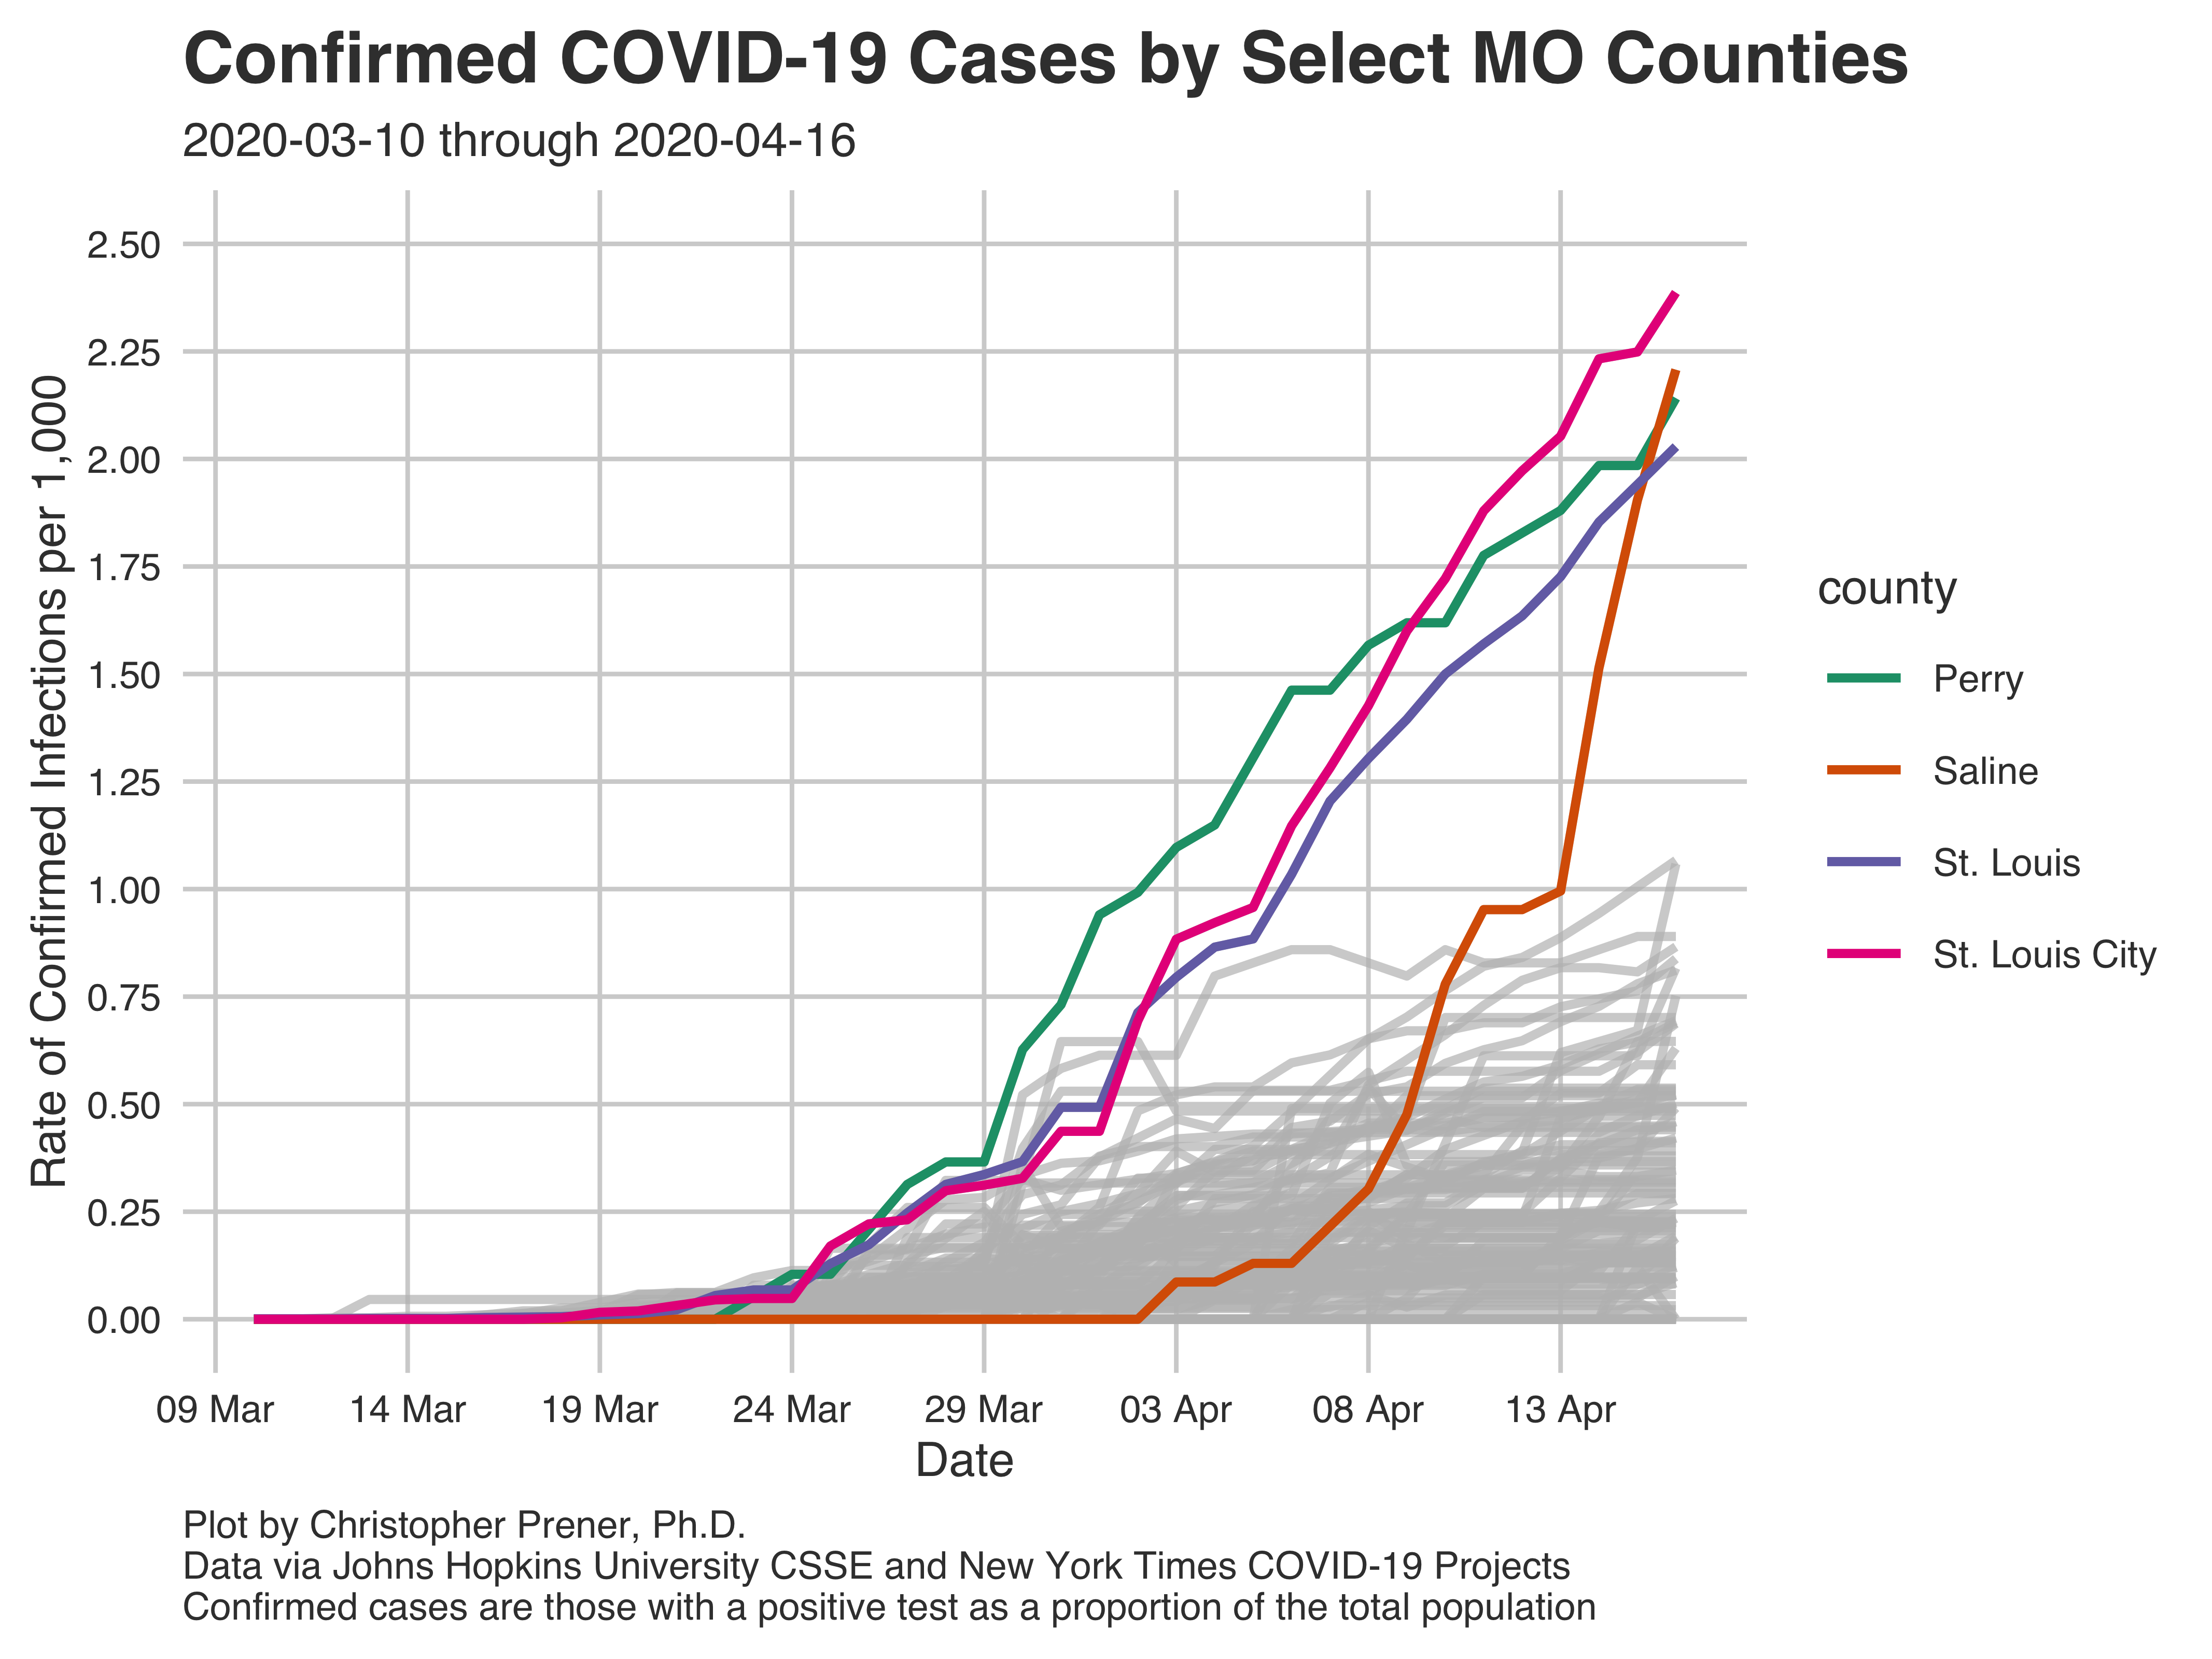 Confirmed COVID-19 Cases by Select MO Counties
2020-03-10 through 2020-04-16
Rate of Confirmed Infections per 1,000
2.50
2.25
2.00
1.75
1.50
1.25
1.00
0.75
0.50
0.25
0.00
09 Mar
14 Mar
19 Mar
24 Mar
29 Mar
03 Apr
08 Apr
13 Apr
Date
county
Perry
Saline
St. Louis
St. Louis City
Plot by Christopher Prener, Ph.D.
Data via Johns Hopkins University CSSE and New York Times COVID-19 Projects
Confirmed cases are those with a positive test as a proportion of the total population